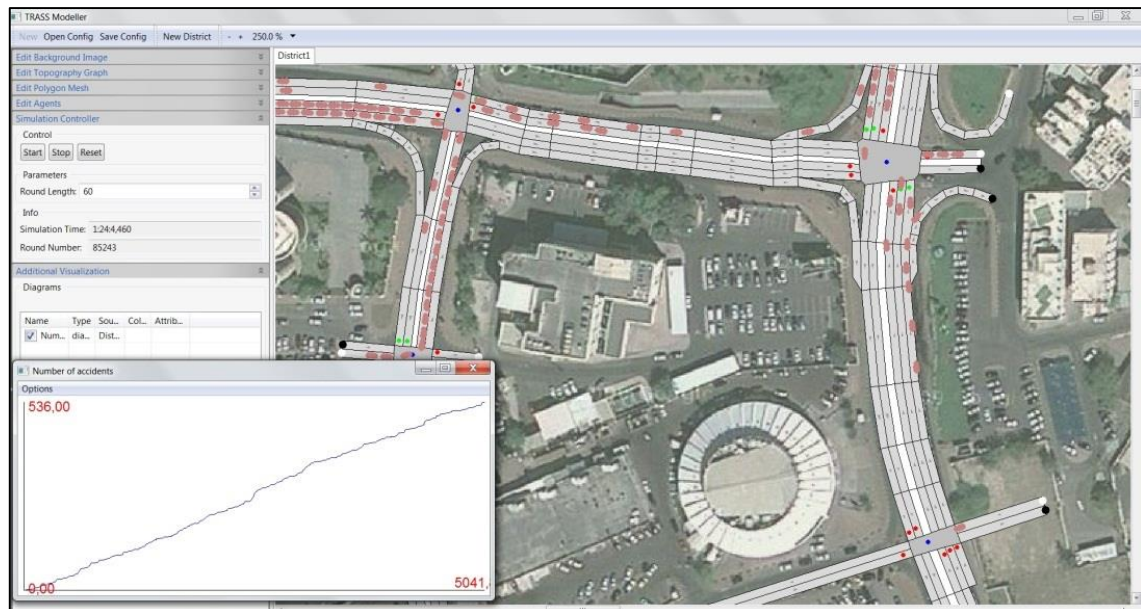 TRASS Modeller
New Open Config Save Config New District - + 250.0 %
Edit Background Image
Edit Topography Graph
Edit Polygon Mesh
Edit Agents
Simulation Controller
Control
Start Stop Reset
Parameters
Round Length: 60
Info
Simulation Time: 1:24:4,460
Round Number: 85243
Additional Visualization
Diagrams
Name Type Sou... Col... Attrib...
Num... dia... Dist...
District1
Number of accidents
Options
536,00
0,00
5041,